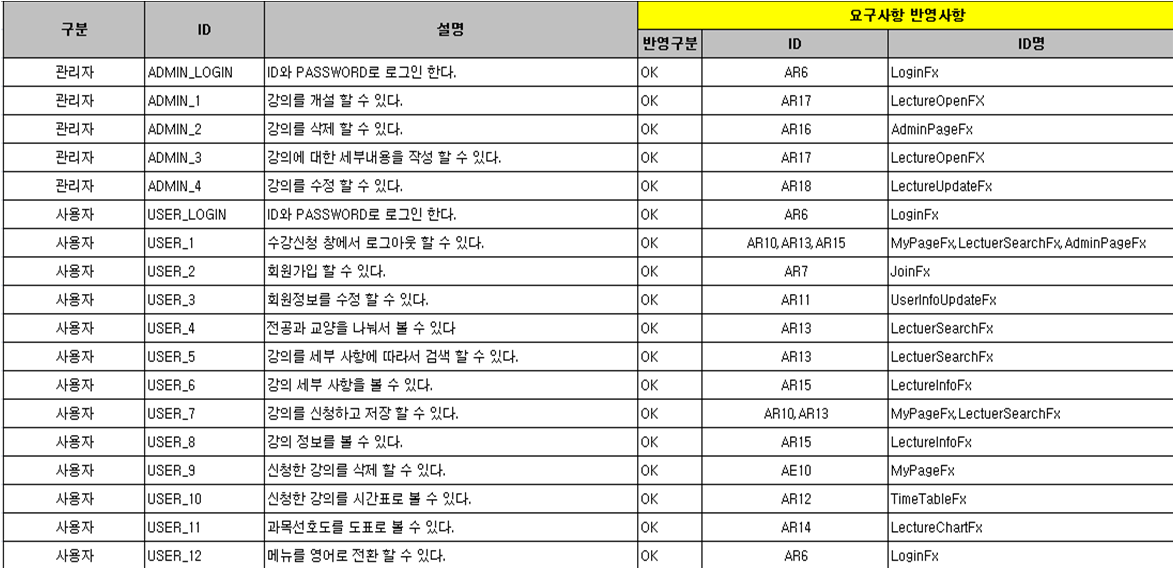 구분 ID 설명 요구사항 반영사항
반영구분 ID ID명
관리자 ADMIN_LOGIN ID와 PASSWORD로 로그인 한다. OK AR6 LoginFx
관리자 ADMIN_1 강의를 개설 할 수 있다. OK AR17 LectureOpenFX
관리자 ADMIN_2 강의를 삭제 할 수 있다. OK AR16 AdminPageFx
관리자 ADMIN_3 강의에 대한 세부내용을 작성 할 수 있다. OK AR17 LectureOpenFX
관리자 ADMIN_4 강의를 수정 할 수 있다. OK AR18 LectureUpdateFx
사용자 USER_LOGIN ID와 PASSWORD로 로그인 한다. OK AR6 LoginFx
사용자 USER_1 수강신청 창에서 로그아웃 할 수 있다. OK AR10, AR13, AR15 MyPageFx, LectuerSearchFx, AdminPageFx
사용자 USER_2 회원가입 할 수 있다. OK AR7 JoinFx
사용자 USER_3 회원정보를 수정 할 수 있다. OK AR11 UserInfoUpdateFx
사용자 USER_4 전공과 교양을 나눠서 볼 수 있다 OK AR13 LectuerSearchFx
사용자 USER_5 강의를 세부 사항에 따라서 검색 할 수 있다. OK AR13 LectuerSearchFx
사용자 USER_6 강의 세부 사항을 볼 수 있다. OK AR15 LectureInfoFx
사용자 USER_7 강의를 신청하고 저장 할 수 있다. OK AR10, AR13 MyPageFx, LectuerSearchFx
사용자 USER_8 강의 정보를 볼 수 있다. OK AR15 LectureInfoFx
사용자 USER_9 신청한 강의를 삭제 할 수 있다. OK AE10 MyPageFx
사용자 USER_10 신청한 강의를 시간표로 볼 수 있다. OK AR12 TimeTableFx
사용자 USER_11 과목선호도를 도표로 볼 수 있다. OK AR14 LectureChartFx
사용자 USER_12 메뉴를 영어로 전환 할 수 있다. OK AR6 LoginFx